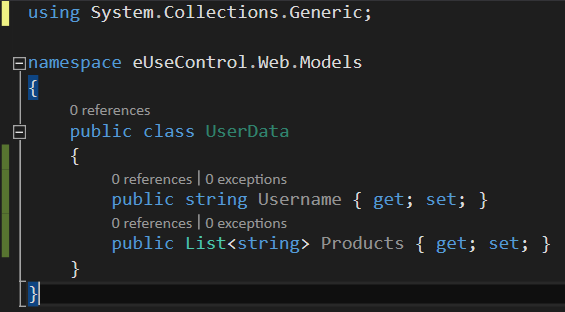 using System.Collections.Generic;
namespace eUseControl.Web.Models
{
0 references
public class UserData
{
0 references | 0 exceptions
public string Username { get; set; }
0 references | 0 exceptions
public List<string> Products { get; set; }
}
}